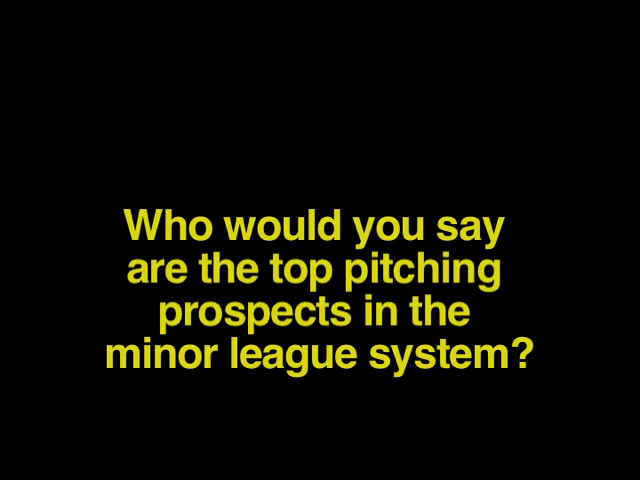 Who would you say
are the top pitching
prospects in the
minor league system?